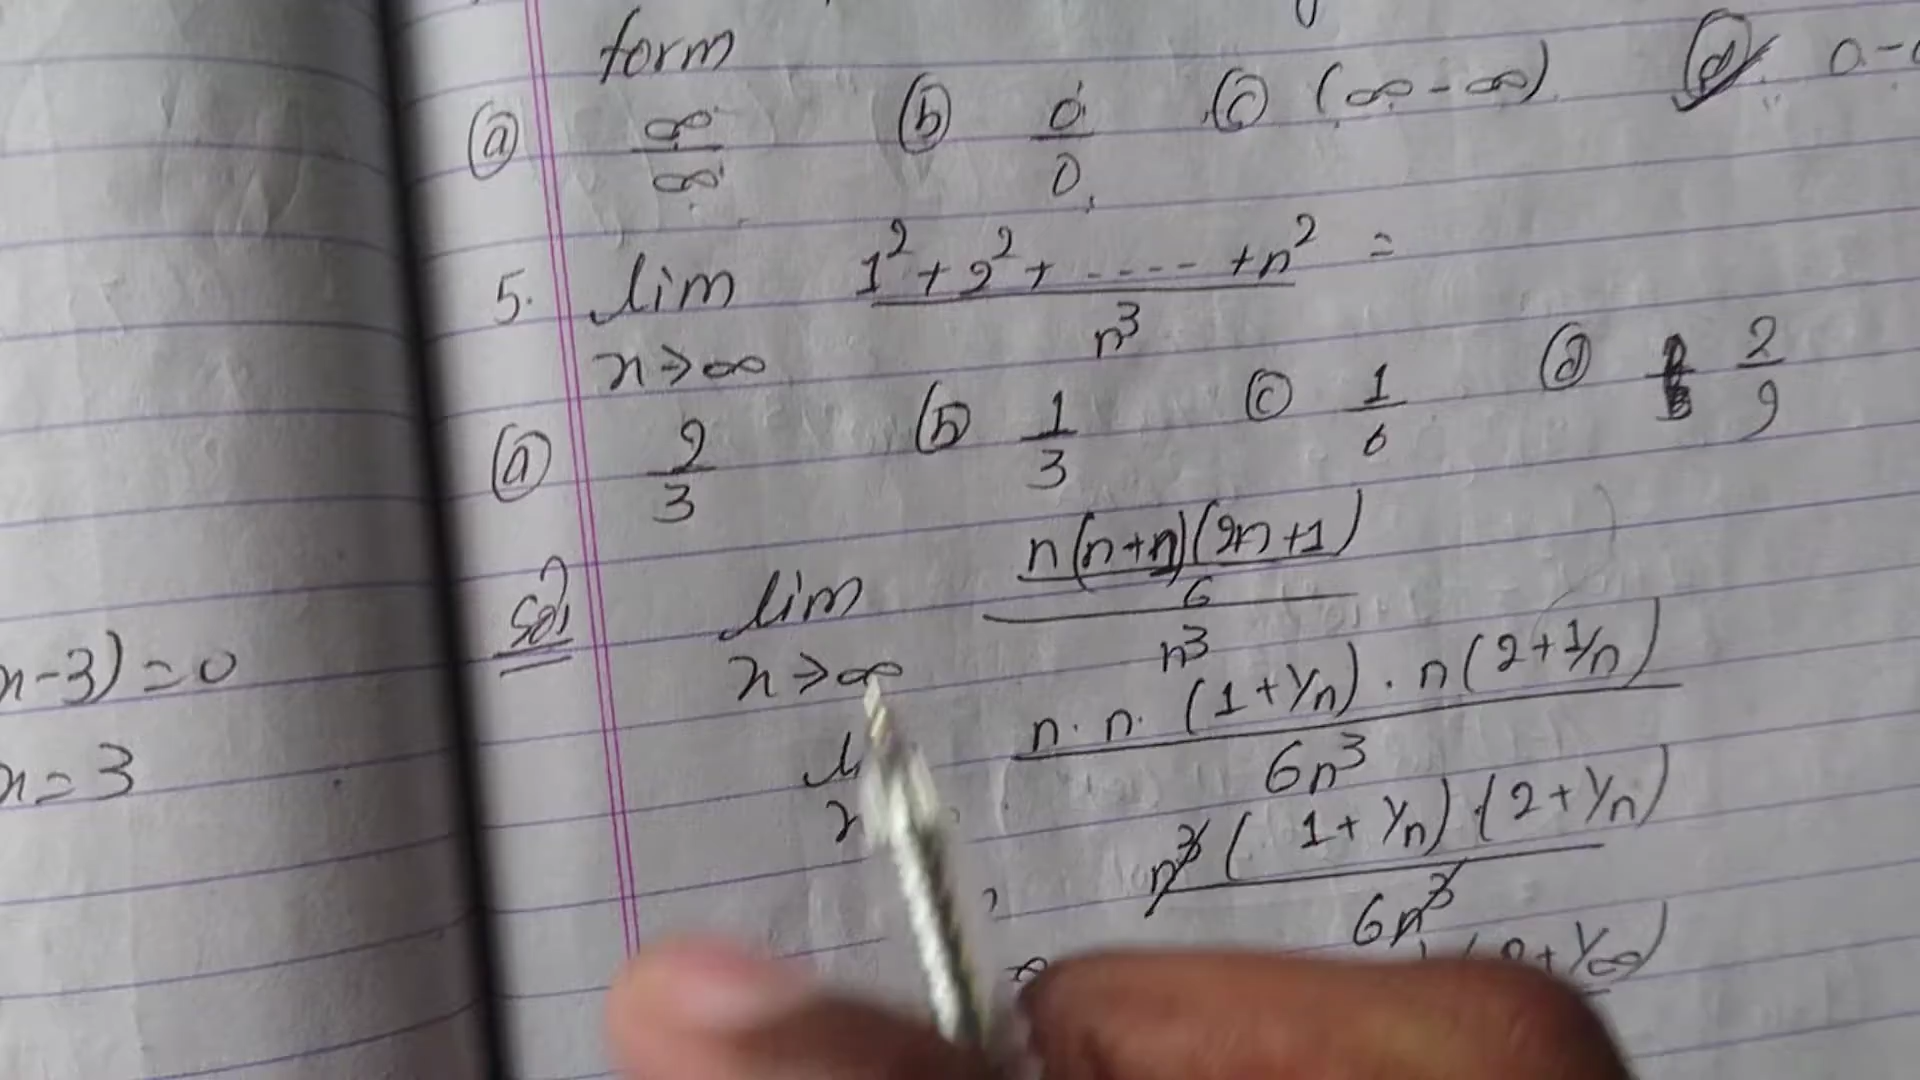 form
(a) ∞/∞ (b) 0/0 (c) (∞-∞) (d) 0-
5. lim n→∞ (1²+2²+-----+n²)/n³ =
(a) 2/3 (b) 1/3 (c) 1/6 (d) 2/9
n-3)=0
n=3
Sol, lim n→∞ (n(n+n)(2n+1)/6)/n³
n.n.(1+1/n).n(2+1/n)/6n³
n³(1+1/n)(2+1/n)/6n³
(2+1/∞)